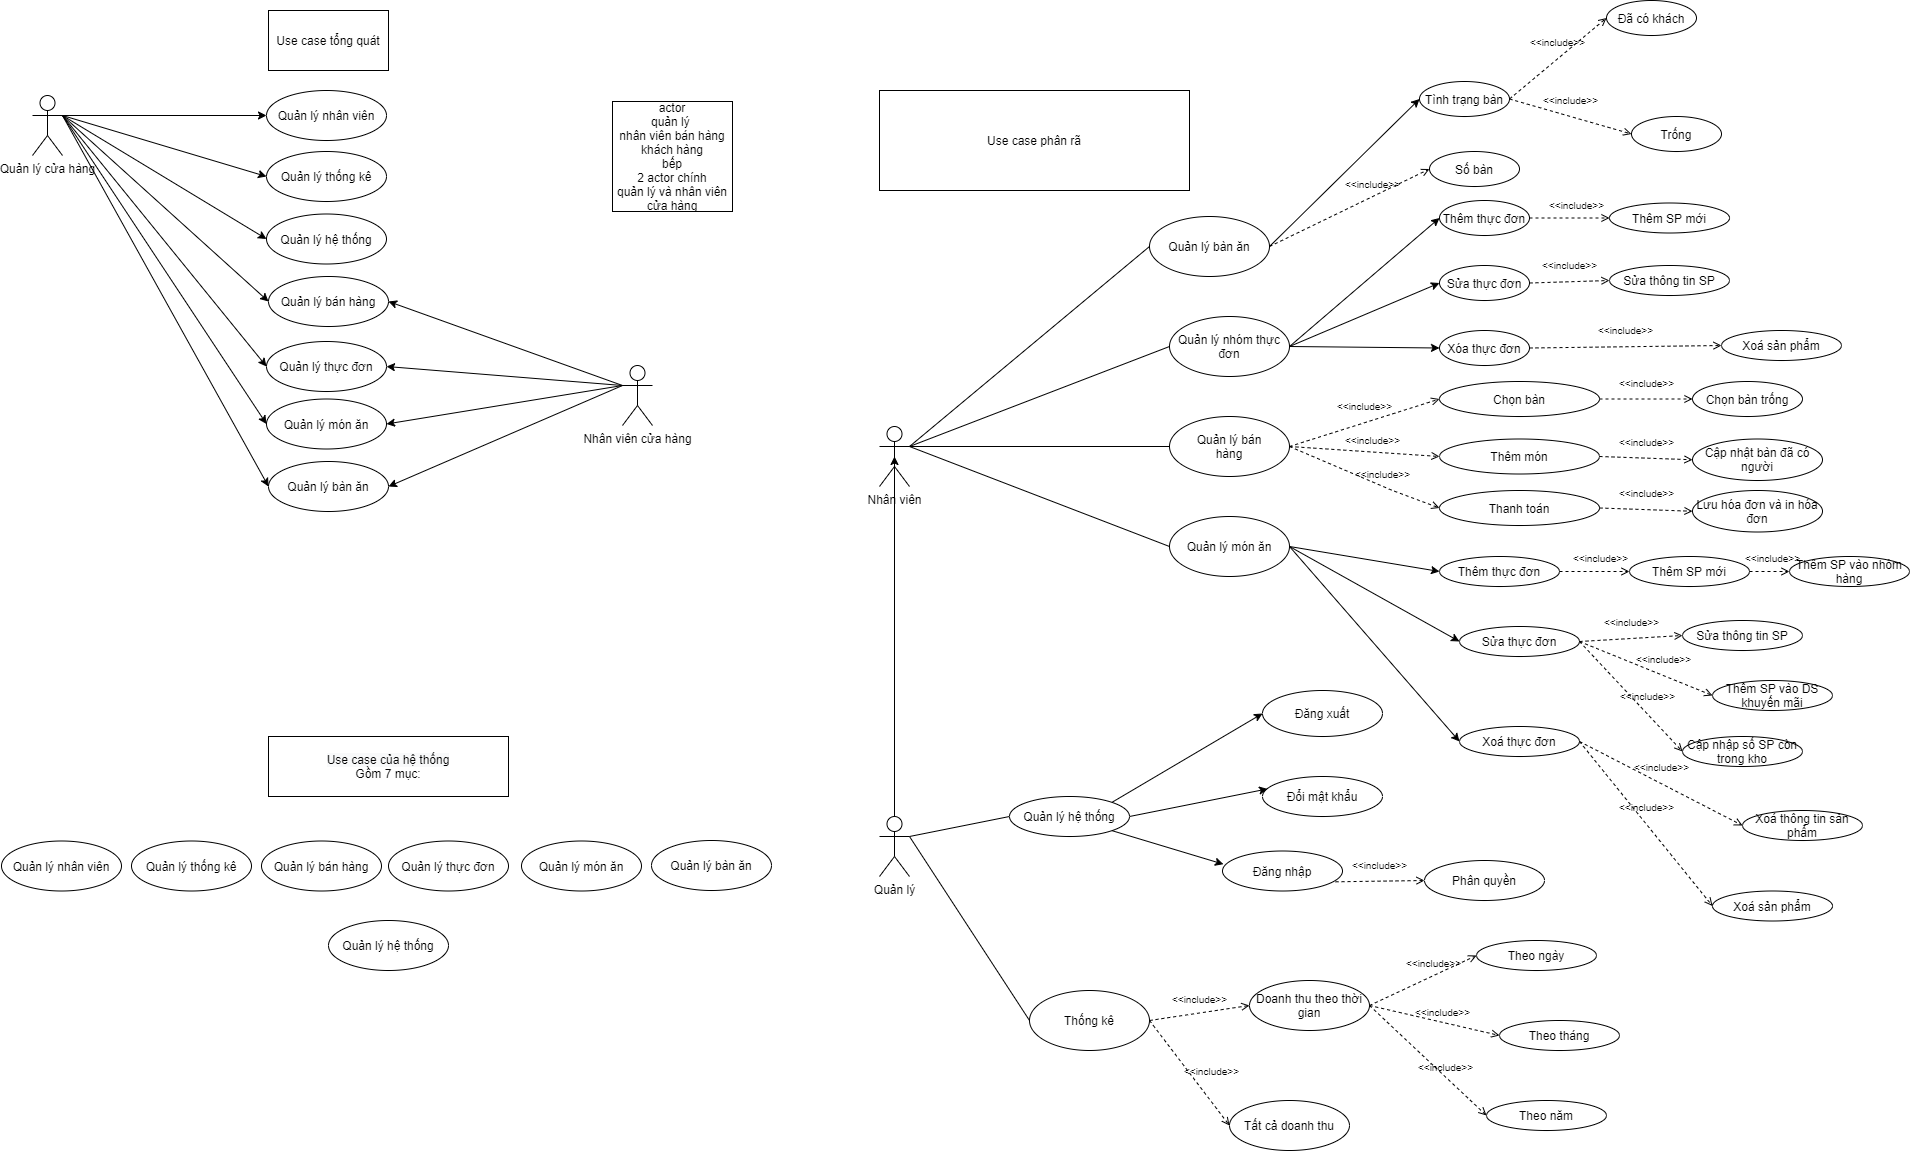 Use case tổng quát
Quản lý cửa hàng
Quản lý nhân viên
Quản lý thống kê
Quản lý hệ thống
Quản lý bán hàng
Quản lý thực đơn
Quản lý món ăn
Quản lý bàn ăn
Nhân viên cửa hàng
actor
quản lý
nhân viên bán hàng
khách hàng
bếp
2 actor chính
quản lý và nhân viên
cửa hàng
Use case của hệ thống
Gồm 7 mục:
Quản lý nhân viên
Quản lý thống kê
Quản lý bán hàng
Quản lý thực đơn
Quản lý món ăn
Quản lý bàn ăn
Quản lý hệ thống
Use case phân rã
Nhân viên
Quản lý
Quản lý bàn ăn
Tình trạng bàn
<<include>>
Đã có khách
<<include>>
Trống
<<include>>
Số bàn
Quản lý nhóm thực
đơn
Thêm thực đơn
<<include>>
Thêm SP mới
Sửa thực đơn
<<include>>
Sửa thông tin SP
Xóa thực đơn
<<include>>
Xoá sản phẩm
Quản lý bán
hàng
<<include>>
Chọn bàn
<<include>>
Chọn bàn trống
<<include>>
Thêm món
<<include>>
Cập nhật bàn đã có
người
<<include>>
Thanh toán
<<include>>
Lưu hóa đơn và in hóa
đơn
Quản lý món ăn
Thêm thực đơn
<<include>>
Thêm SP mới
<<include>>
Thêm SP vào nhóm
hàng
Sửa thực đơn
<<include>>
Sửa thông tin SP
<<include>>
Thêm SP vào DS
khuyến mãi
<<include>>
Cập nhập số SP còn
trong kho
Xoá thực đơn
<<include>>
Xoá thông tin sản
phẩm
<<include>>
Xoá sản phẩm
Quản lý hệ thống
Đăng xuất
Đổi mật khẩu
Đăng nhập
<<include>>
Phân quyền
Thống kê
<<include>>
Doanh thu theo thời
gian
<<include>>
Theo ngày
<<include>>
Theo tháng
<<include>>
Theo năm
<<include>>
Tất cả doanh thu